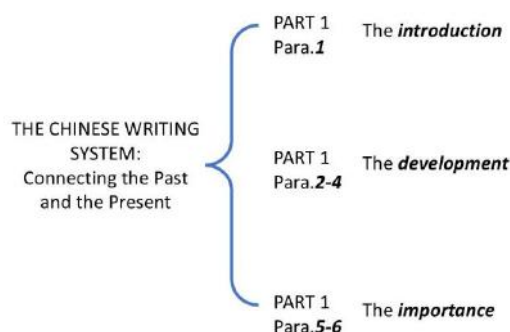 THE CHINESE WRITING
SYSTEM:
Connecting the Past
and the Present
PART 1
Para.1
The introduction
PART 1
Para.2-4
The development
PART 1
Para.5-6
The importance